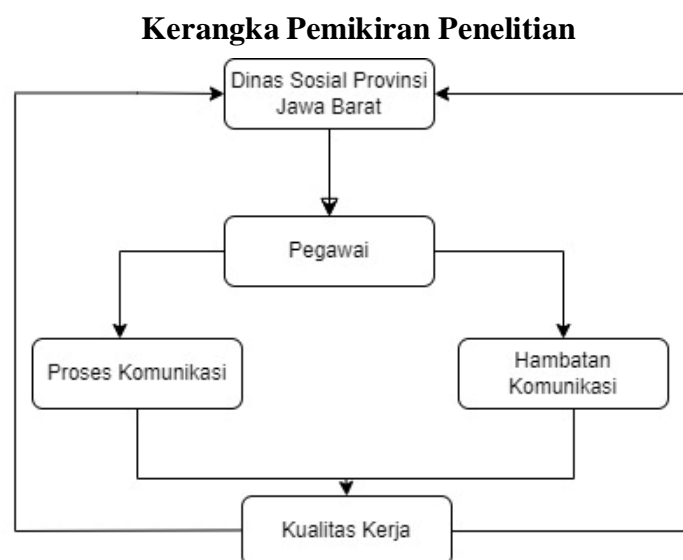 Kerangka Pemikiran Penelitian
Dinas Sosial Provinsi
Jawa Barat
Pegawai
Proses Komunikasi
Hambatan
Komunikasi
Kualitas Kerja